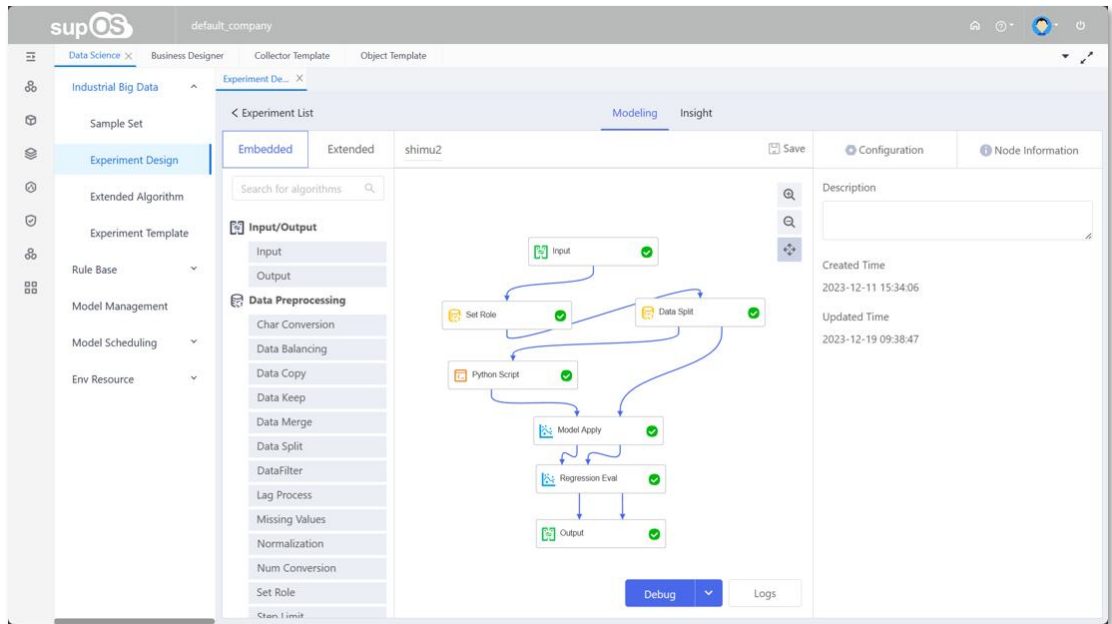 supOS
default_company
Data Science
Business Designer
Collector Template
Object Template
Industrial Big Data
Sample Set
Experiment Design
Extended Algorithm
Experiment Template
Rule Base
Model Management
Model Scheduling
Env Resource
Experiment De...
< Experiment List
Modeling
Insight
Embedded
Extended
shimu2
Save
Configuration
Node Information
Search for algorithms
Input/Output
Input
Output
Data Preprocessing
Char Conversion
Data Balancing
Data Copy
Data Keep
Data Merge
Data Split
DataFilter
Lag Process
Missing Values
Normalization
Num Conversion
Set Role
Step Limit
Input
Set Role
Data Split
Python Script
Model Apply
Regression Eval
Output
Debug
Logs
Description
Created Time
2023-12-11 15:34:06
Updated Time
2023-12-19 09:38:47